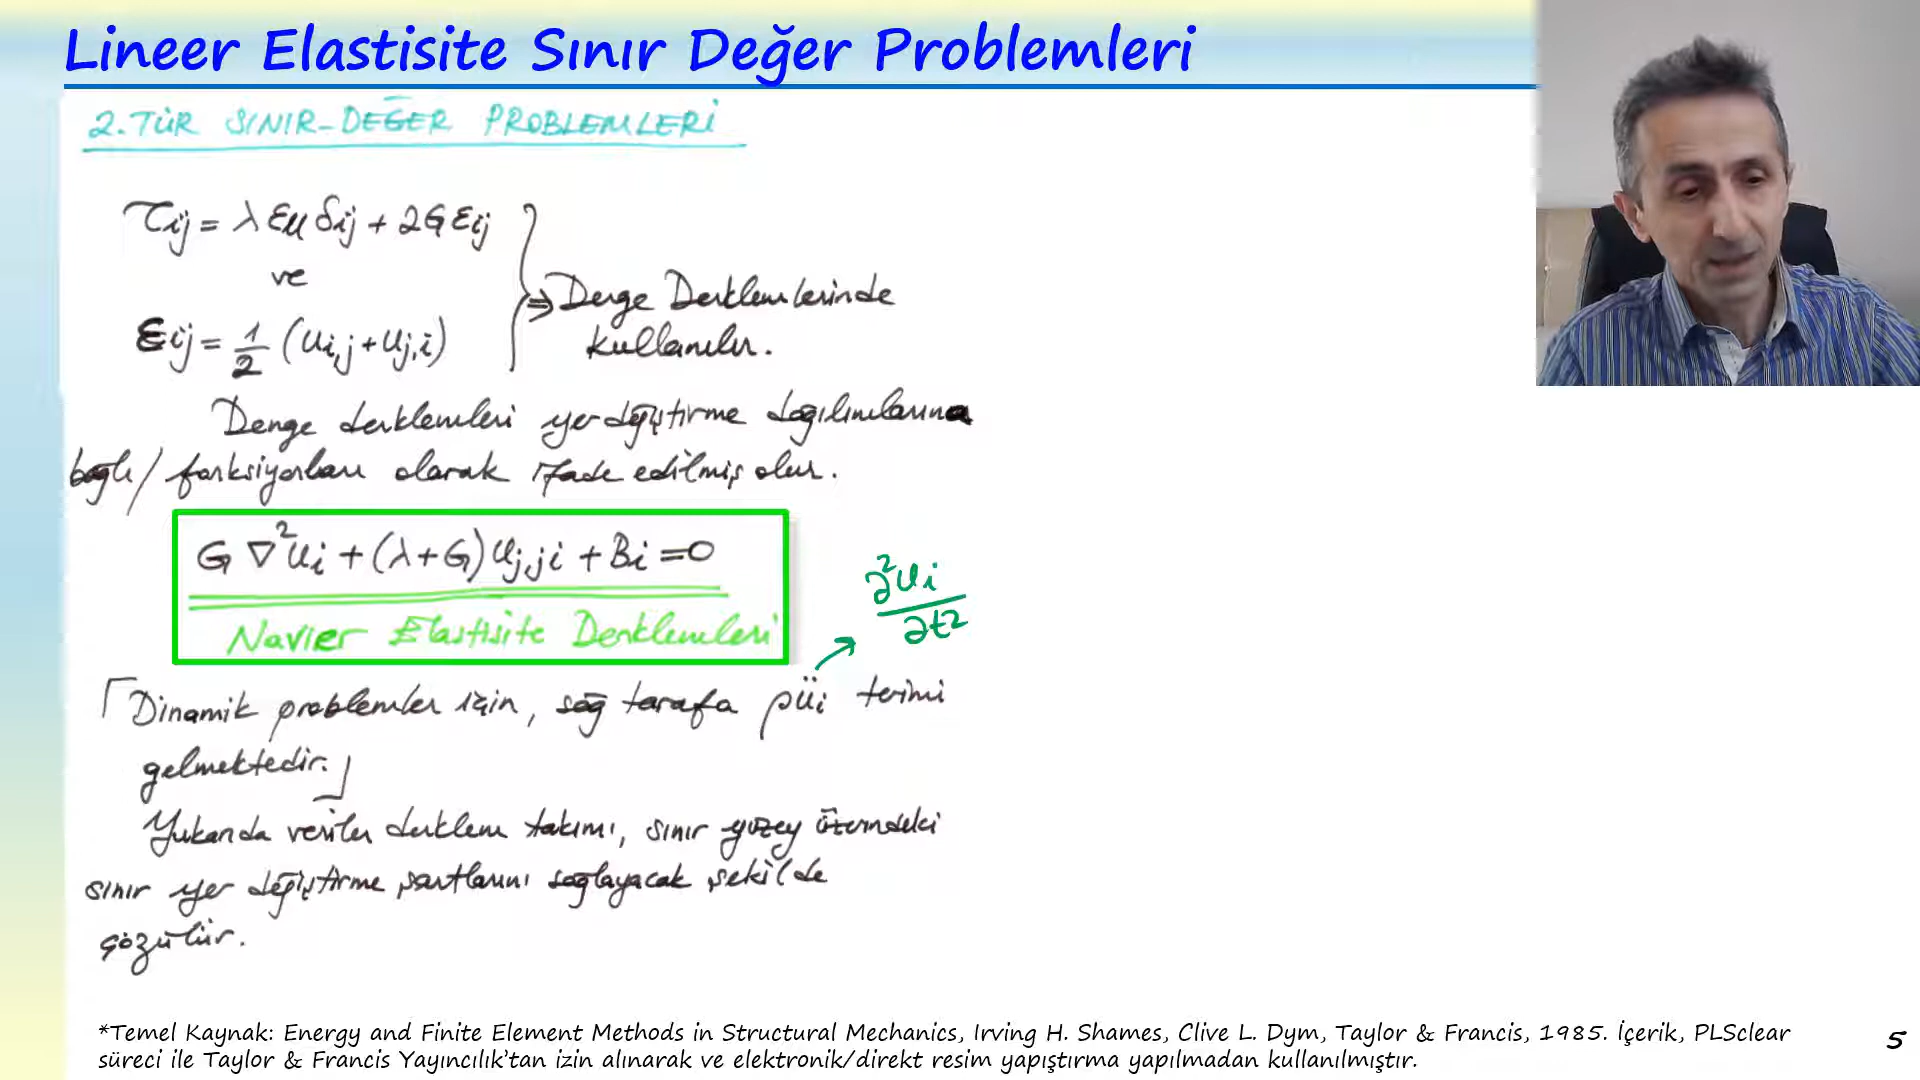 Lineer Elastisite Sınır Değer Problemleri
2. TÜR SINIR-DEĞER PROBLEMLERİ
τij = λ εll δij + 2G εij
ve
εij = 1/2 (ui,j + uj,i)
⇒ Denge Denklemlerinde
kullanılır.
Denge denklemleri yer değiştirme dağılımlarına
bağlı / fonksiyonları olarak ifade edilmiş olur.
G ∇²ui + (λ+G) uj,ji + Bi = 0
Navier Elastisite Denklemleri
∂²ui
∂t2
Dinamik problemler için, sağ tarafa ρüi terimi
gelmektedir.
Yukarıda verilen denklem takımı, sınır yüzey üzerindeki
sınır yer değiştirme şartlarını sağlayacak şekilde
çözülür.
*Temel Kaynak: Energy and Finite Element Methods in Structural Mechanics, Irving H. Shames, Clive L. Dym, Taylor & Francis, 1985. İçerik, PLSclear
süreci ile Taylor & Francis Yayıncılık'tan izin alınarak ve elektronik/direkt resim yapıştırma yapılmadan kullanılmıştır.
5